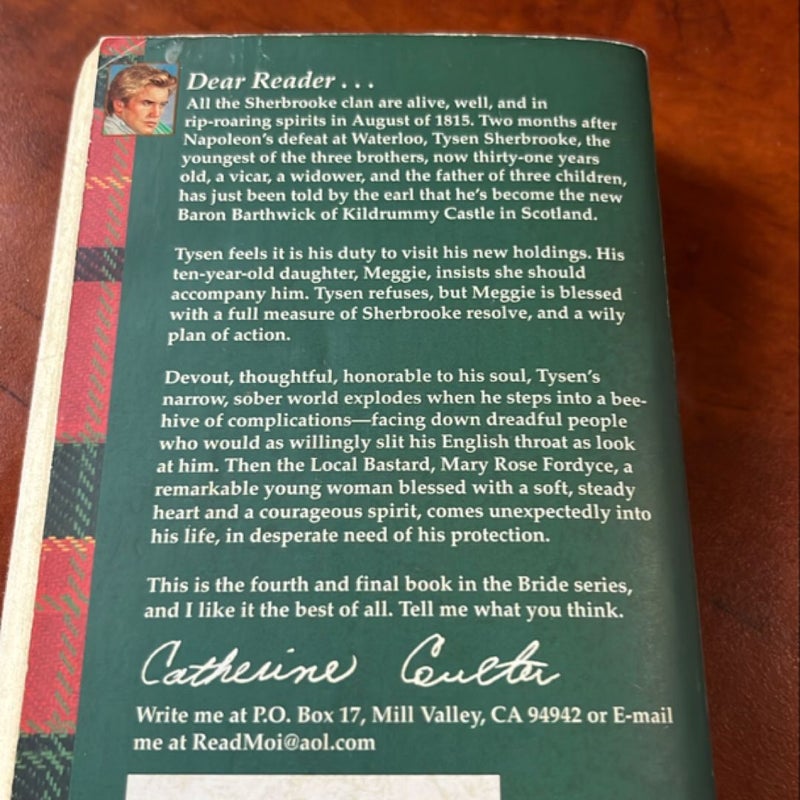 Dear Reader . . .
All the Sherbrooke clan are alive, well, and in
rip-roaring spirits in August of 1815. Two months after
Napoleon's defeat at Waterloo, Tysen Sherbrooke, the
youngest of the three brothers, now thirty-one years
old, a vicar, a widower, and the father of three children,
has just been told by the earl that he's become the new
Baron Barthwick of Kildrummy Castle in Scotland.
Tysen feels it is his duty to visit his new holdings. His
ten-year-old daughter, Meggie, insists she should
accompany him. Tysen refuses, but Meggie is blessed
with a full measure of Sherbrooke resolve, and a wily
plan of action.
Devout, thoughtful, honorable to his soul, Tysen's
narrow, sober world explodes when he steps into a bee-
hive of complications—facing down dreadful people
who would as willingly slit his English throat as look
at him. Then the Local Bastard, Mary Rose Fordyce, a
remarkable young woman blessed with a soft, steady
heart and a courageous spirit, comes unexpectedly into
his life, in desperate need of his protection.
This is the fourth and final book in the Bride series,
and I like it the best of all. Tell me what you think.
Catherine Coulter
Write me at P.O. Box 17, Mill Valley, CA 94942 or E-mail
me at ReadMoi@aol.com